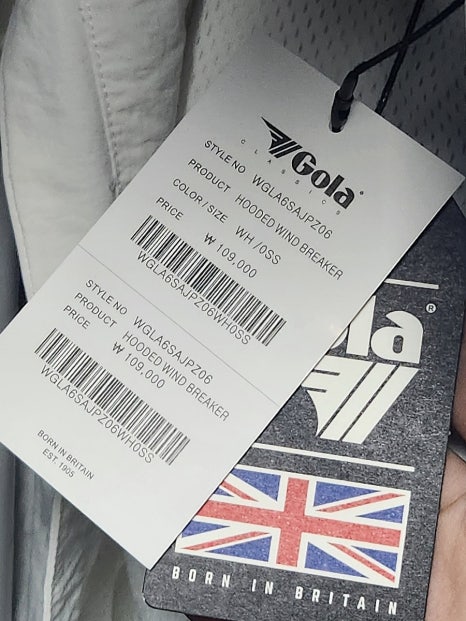 Gola®
CLASSICS
STYLE NO WGLA6SAJPZ06
PRODUCT HOODED WIND BREAKER
COLOR / SIZE WH /0SS
PRICE ₩ 109,000
WGLA6SAJPZ06WH0SS
STYLE NO WGLA6SAJPZ06
PRODUCT HOODED WIND BREAKER
PRICE ₩ 109,000
WGLA6SAJPZ06WH0SS
BORN IN BRITAIN
EST. 1905
ola®
BORN IN BRITAIN